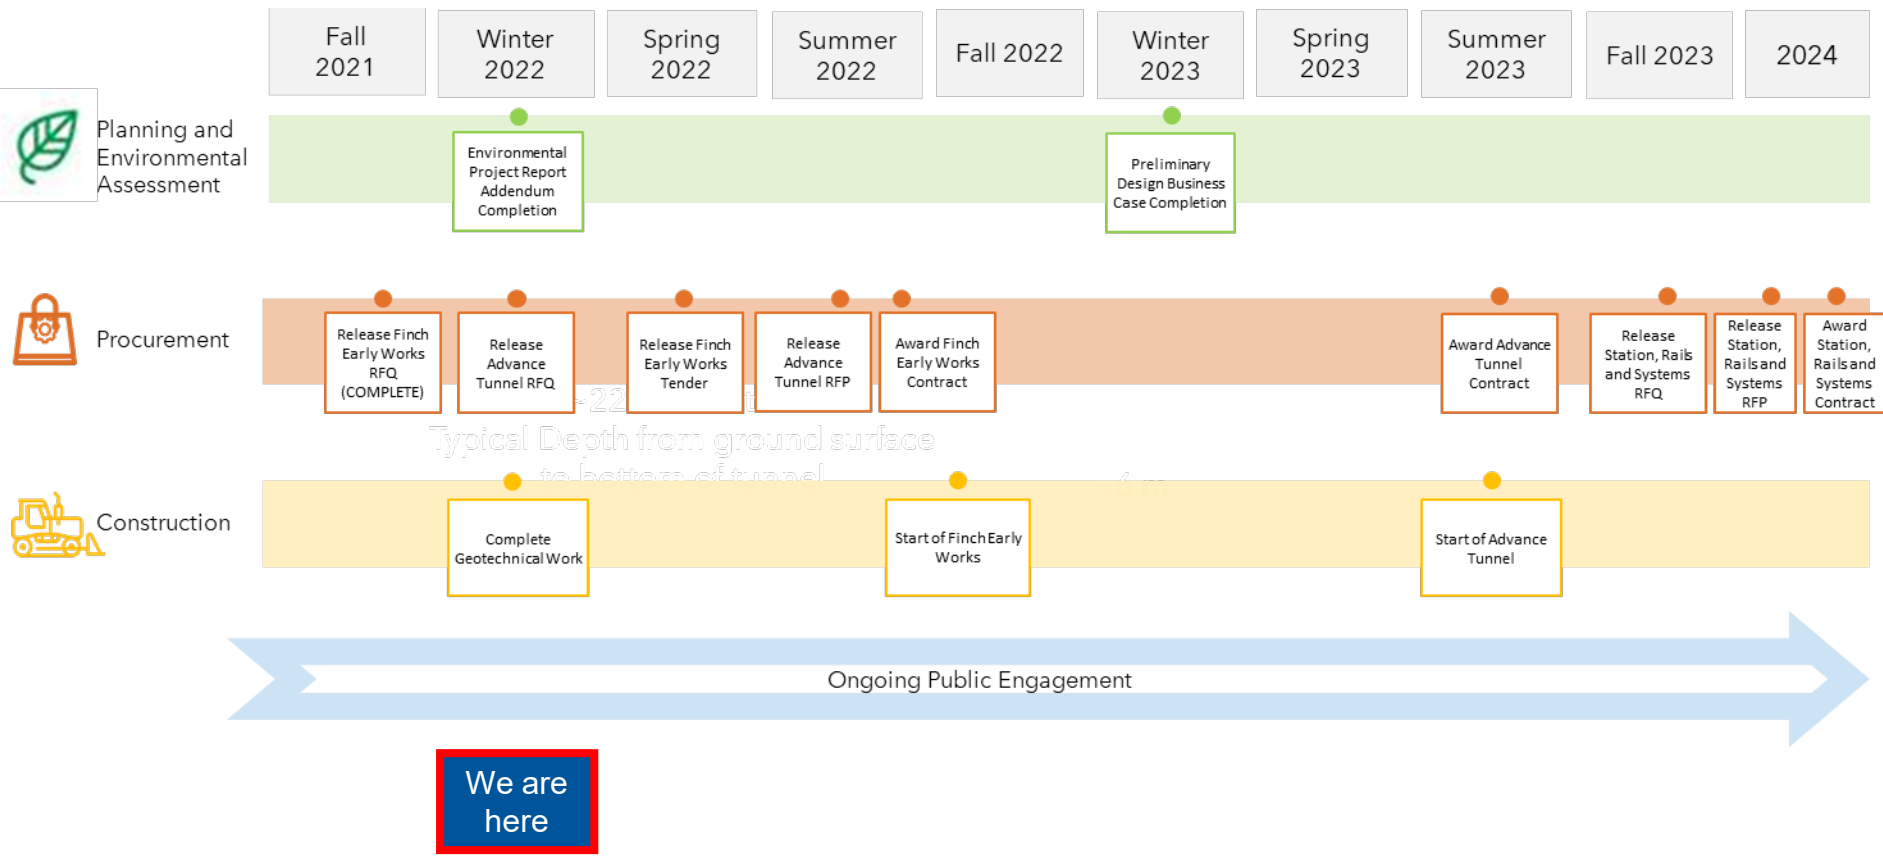 Fall
2021
Winter
2022
Spring
2022
Summer
2022
Fall 2022
Winter
2023
Spring
2023
Summer
2023
Fall 2023
2024
Planning and
Environmental
Assessment
Environmental
Project Report
Addendum
Completion
Preliminary
Design Business
Case Completion
Procurement
Release Finch
Early Works
RFQ
(COMPLETE)
Release
Advance
Tunnel RFQ
Release Finch
Early Works
Tender
Release
Advance
Tunnel RFP
Award Finch
Early Works
Contract
Award Advance
Tunnel
Contract
Release
Station, Rails
and Systems
RFQ
Release
Station,
Rails and
Systems
RFP
Award
Station,
Rails and
Systems
Contract
~22
Typical Depth from ground surface
to bottom of tunnel
Construction
Complete
Geotechnical Work
Start of Finch Early
Works
Start of Advance
Tunnel
Ongoing Public Engagement
We are
here